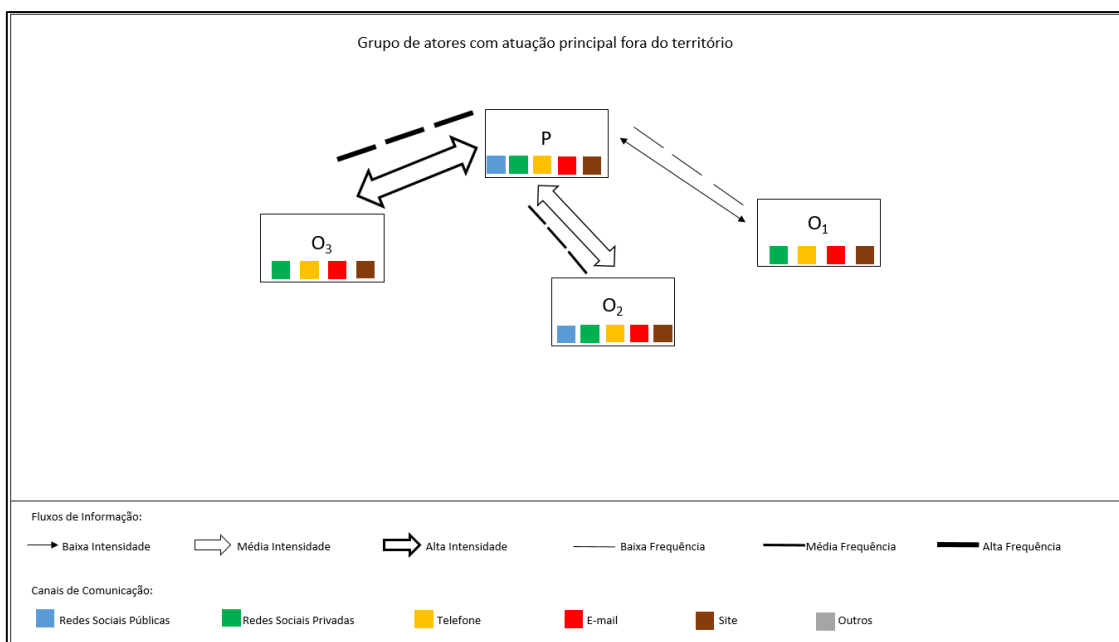 Grupo de atores com atuação principal fora do território
P
O₁
O₃
O₂
Fluxos de Informação:
Baixa Intensidade Média Intensidade Alta Intensidade Baixa Frequência Média Frequência Alta Frequência
Canais de Comunicação:
Redes Sociais Públicas Redes Sociais Privadas Telefone E-mail Site Outros